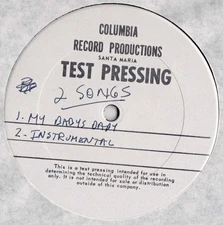 COLUMBIA
RECORD PRODUCTIONS
SANTA MARIA
TEST PRESSING
2 SONGS
1. MY DADYS DADY
2- INSTRUMENTAL
This is a test pressing intended for use in
determining the technical quality of the recording
only. It is not intended for sale or distribution
outside of this company.